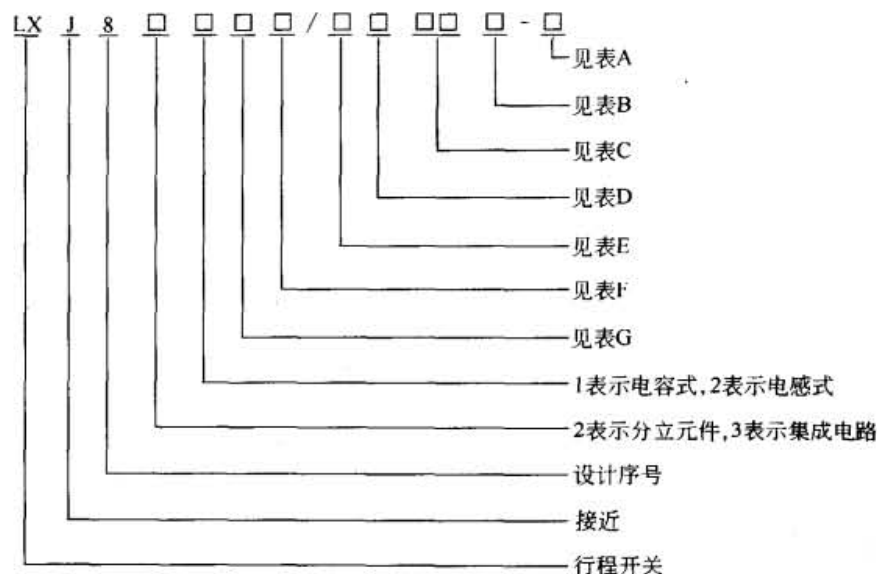 LX J 8 □ □ □ □ / □ □ □□ □ - □
见表A
见表B
见表C
见表D
见表E
见表F
见表G
1表示电容式,2表示电感式
2表示分立元件,3表示集成电路
设计序号
接近
行程开关